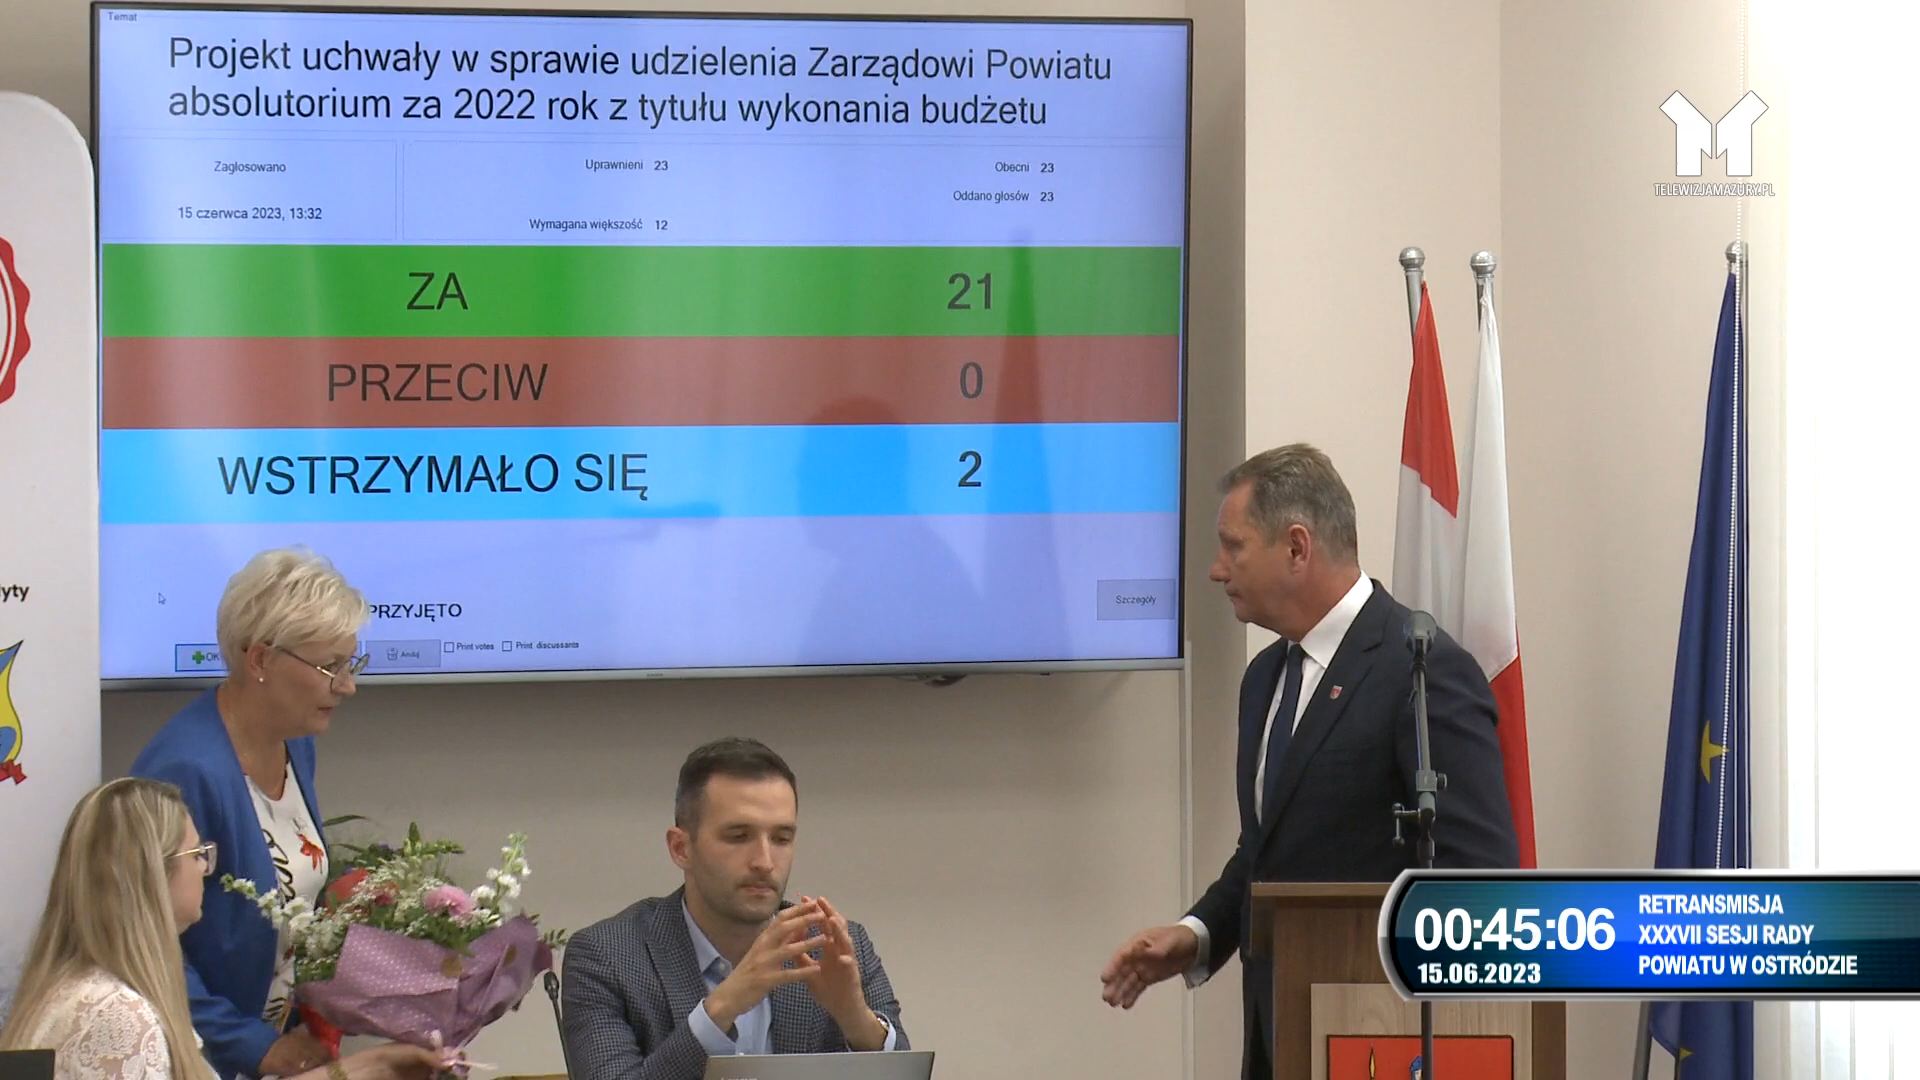 Temat
Projekt uchwały w sprawie udzielenia Zarządowi Powiatu
absolutorium za 2022 rok z tytułu wykonania budżetu
Zagłosowano
15 czerwca 2023, 13:32
Uprawnieni 23
Wymagana większość 12
Obecni 23
Oddano głosów 23
ZA 21
PRZECIW 0
WSTRZYMAŁO SIĘ 2
PRZYJĘTO
Szczegóły
OK
Anuluj
Print votes
Print discussants
TELEWIZJAMAZURY.PL
00:45:06
15.06.2023
RETRANSMISJA
XXXVII SESJI RADY
POWIATU W OSTRÓDZIE